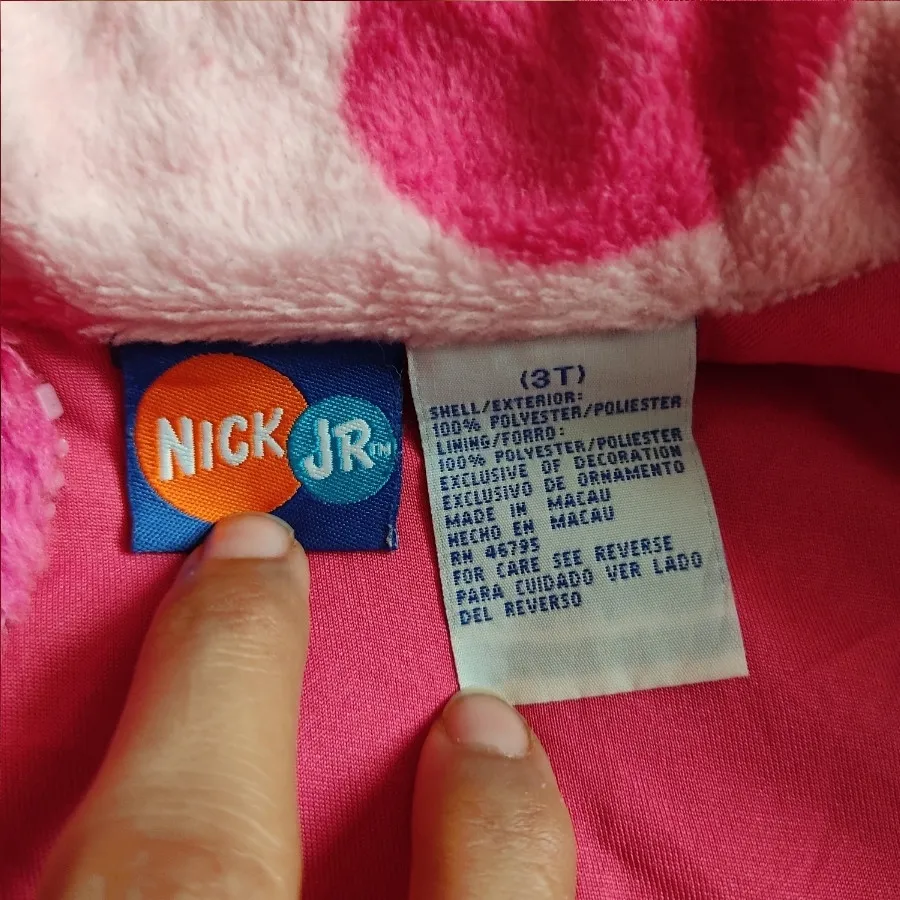 NICK JR™
(3T)
SHELL/EXTERIOR:
100% POLYESTER/POLIESTER
LINING/FORRO:
100% POLYESTER/POLIESTER
EXCLUSIVE OF DECORATION
EXCLUSIVO DE ORNAMENTO
MADE IN MACAU
HECHO EN MACAU
RN 46795
FOR CARE SEE REVERSE
PARA CUIDADO VER LADO
DEL REVERSO